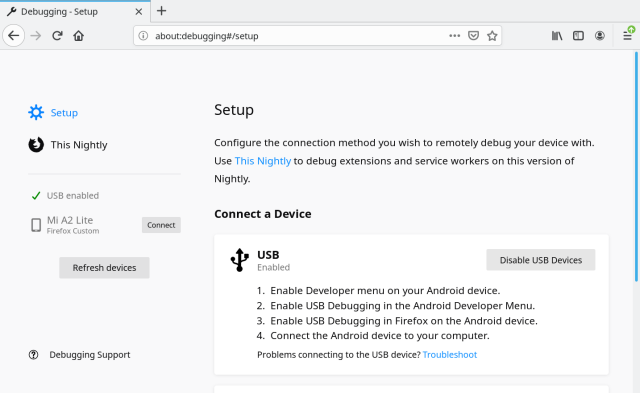 Debugging - Setup
about:debugging#/setup
Setup
This Nightly
USB enabled
Mi A2 Lite
Firefox Custom
Connect
Refresh devices
Debugging Support
Setup
Configure the connection method you wish to remotely debug your device with.
Use This Nightly to debug extensions and service workers on this version of
Nightly.
Connect a Device
USB
Enabled
Disable USB Devices
1. Enable Developer menu on your Android device.
2. Enable USB Debugging in the Android Developer Menu.
3. Enable USB Debugging in Firefox on the Android device.
4. Connect the Android device to your computer.
Problems connecting to the USB device? Troubleshoot